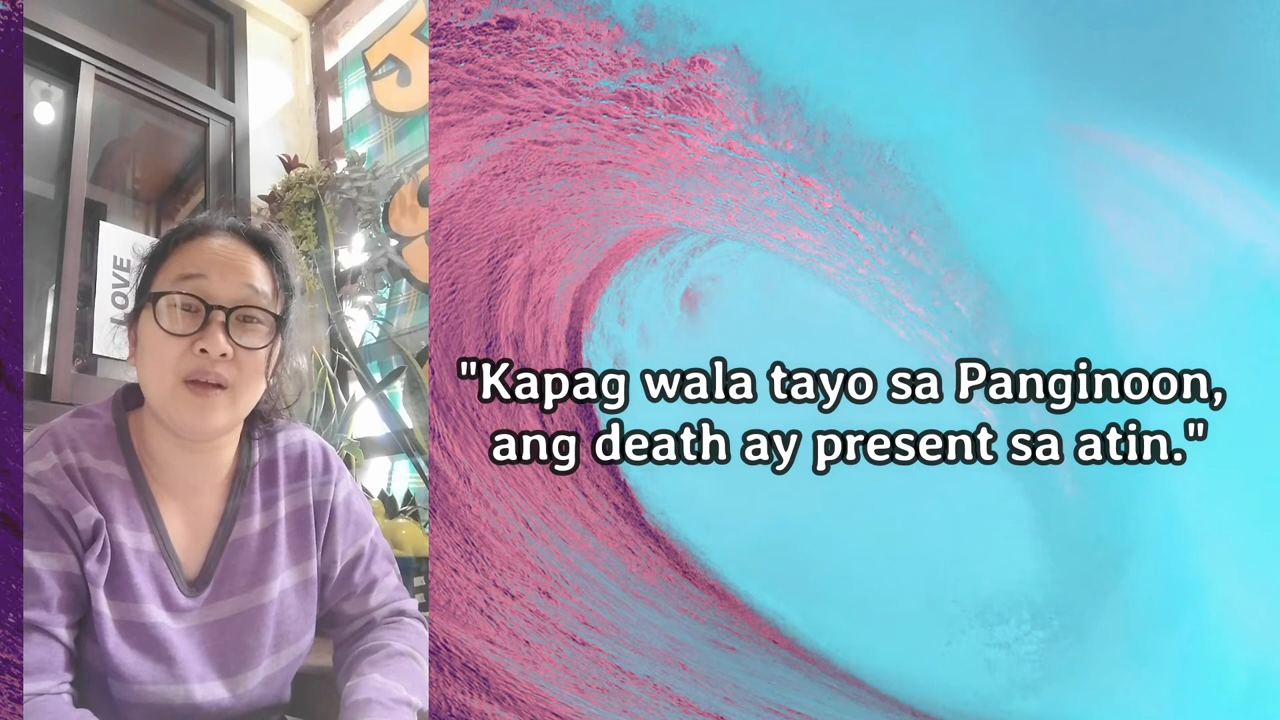 LOVE
"Kapag wala tayo sa Panginoon,
ang death ay present sa atin."